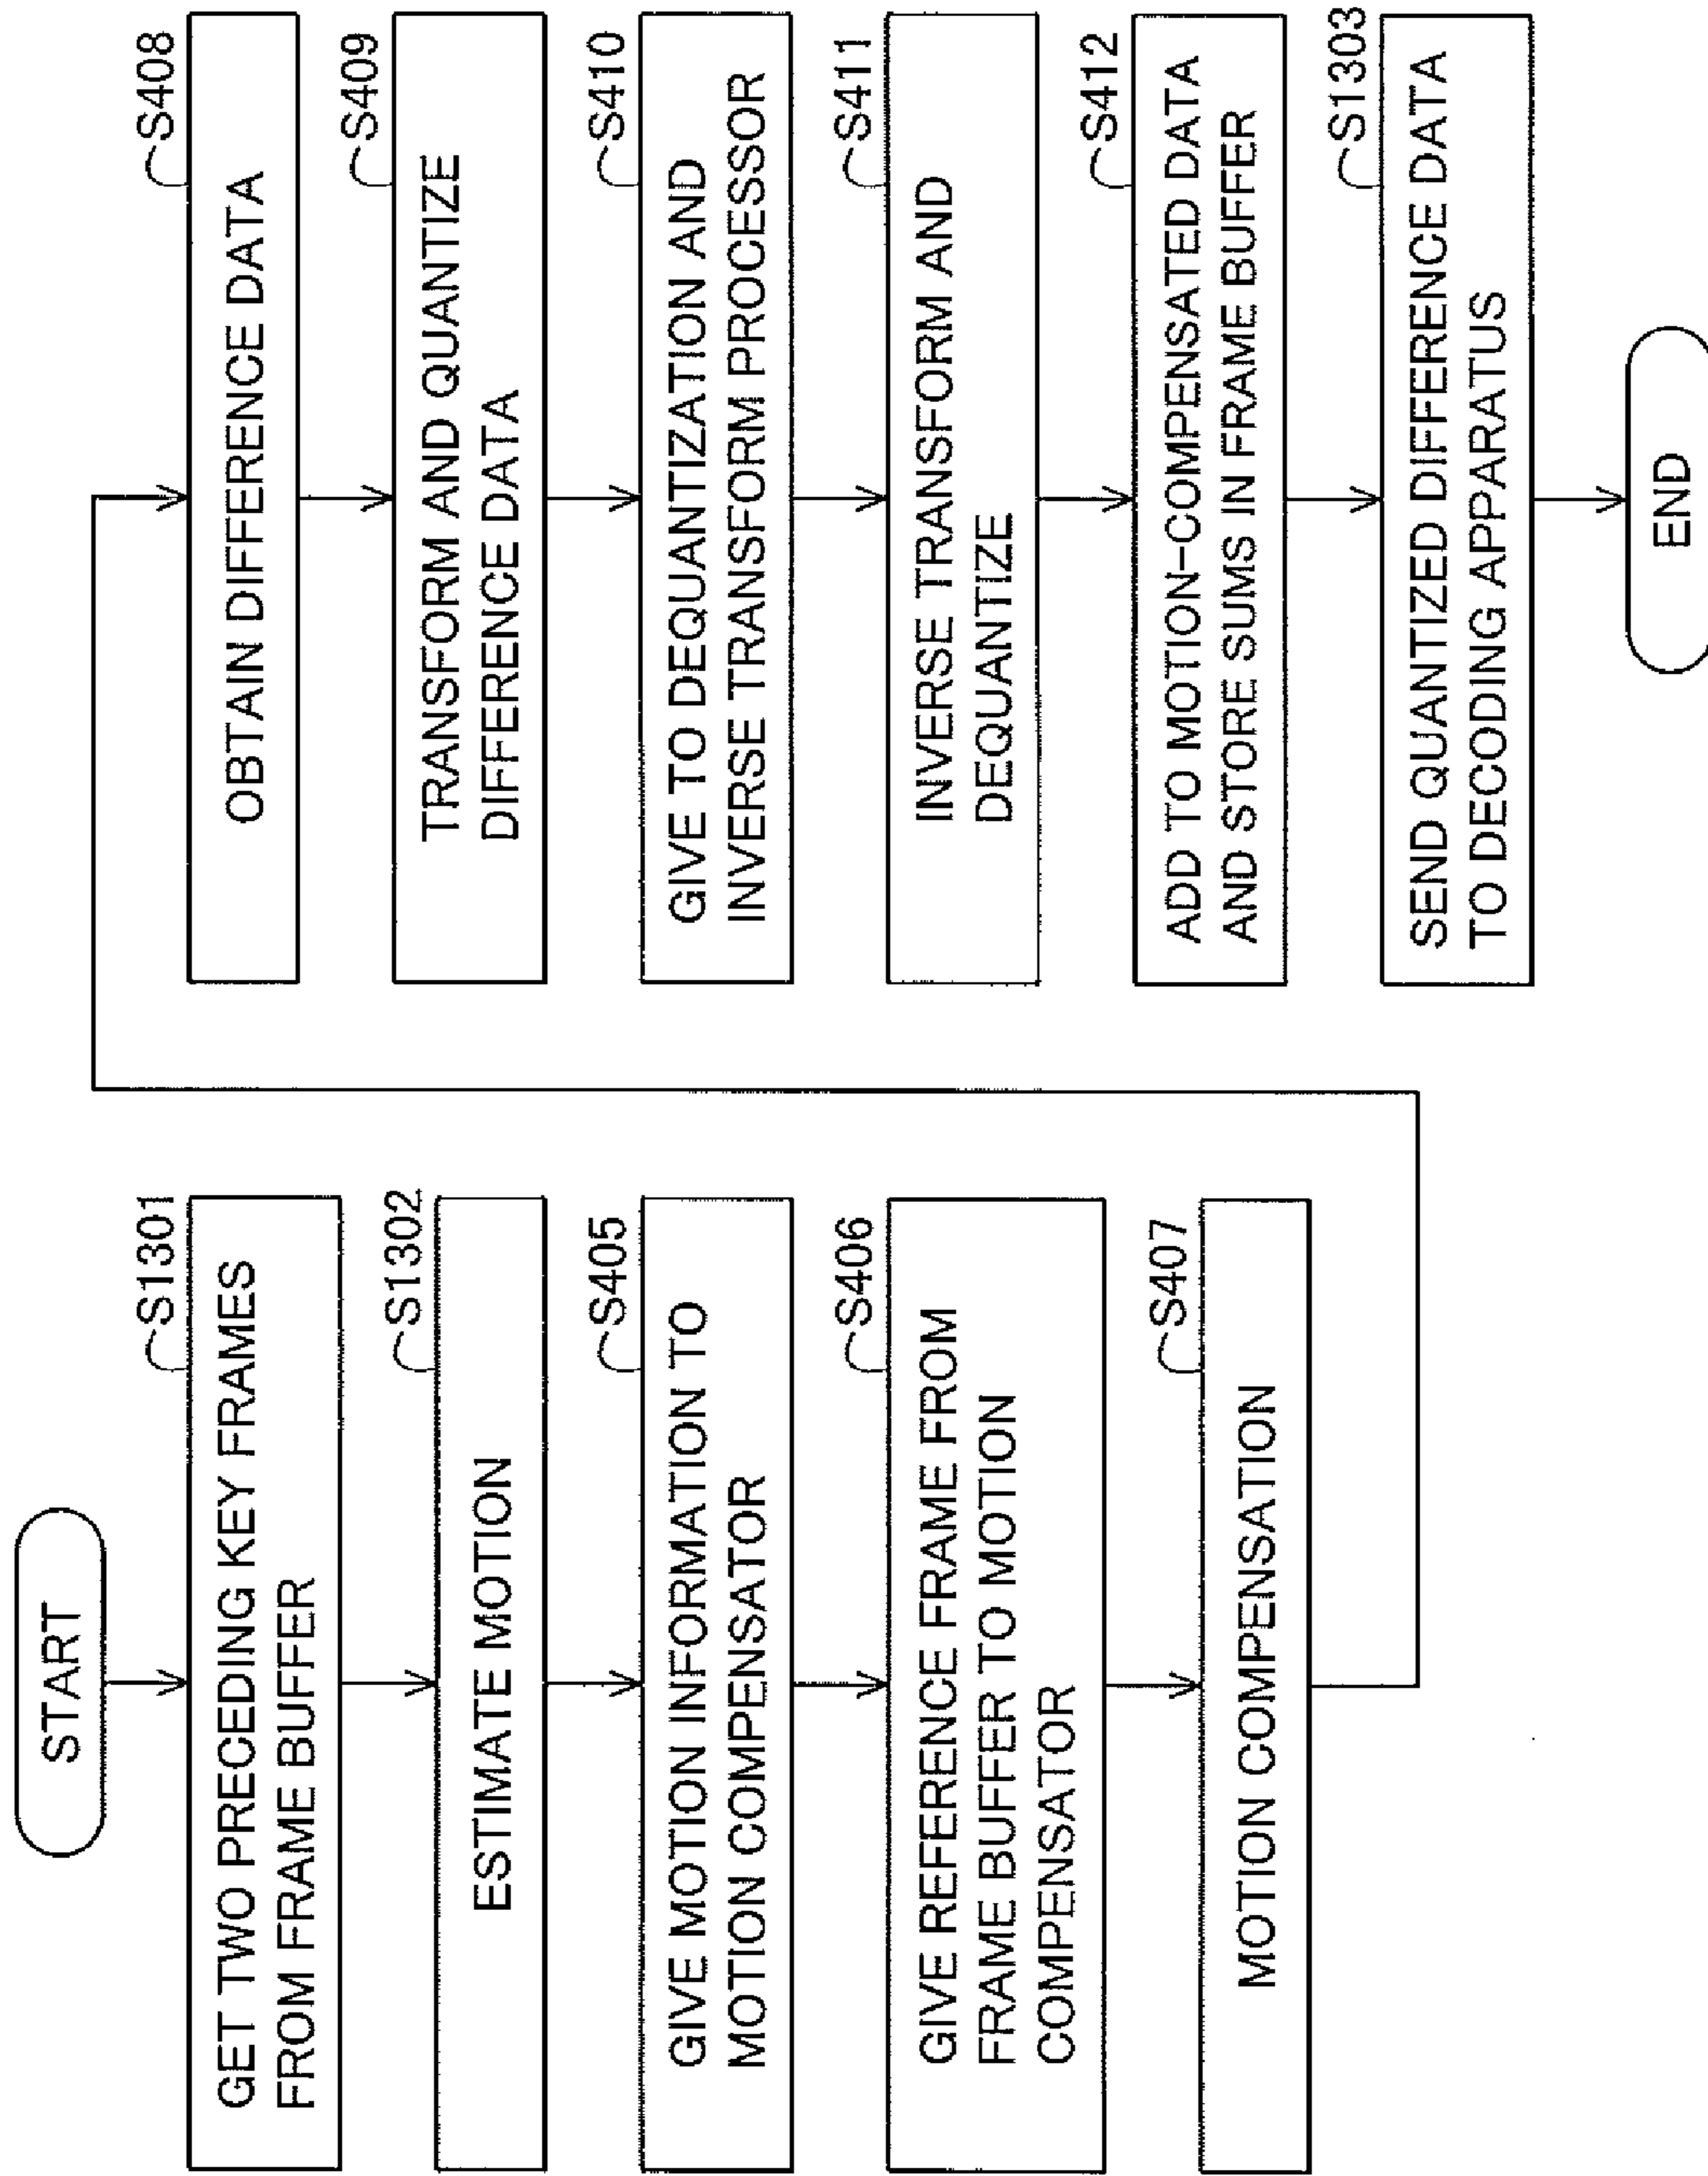 START
S1301
GET TWO PRECEDING KEY FRAMES
FROM FRAME BUFFER
S1302
ESTIMATE MOTION
S405
GIVE MOTION INFORMATION TO
MOTION COMPENSATOR
S406
GIVE REFERENCE FRAME FROM
FRAME BUFFER TO MOTION
COMPENSATOR
S407
MOTION COMPENSATION
S408
OBTAIN DIFFERENCE DATA
S409
TRANSFORM AND QUANTIZE
DIFFERENCE DATA
S410
GIVE TO DEQUANTIZATION AND
INVERSE TRANSFORM PROCESSOR
S411
INVERSE TRANSFORM AND
DEQUANTIZE
S412
ADD TO MOTION-COMPENSATED DATA
AND STORE SUMS IN FRAME BUFFER
S1303
SEND QUANTIZED DIFFERENCE DATA
TO DECODING APPARATUS
END